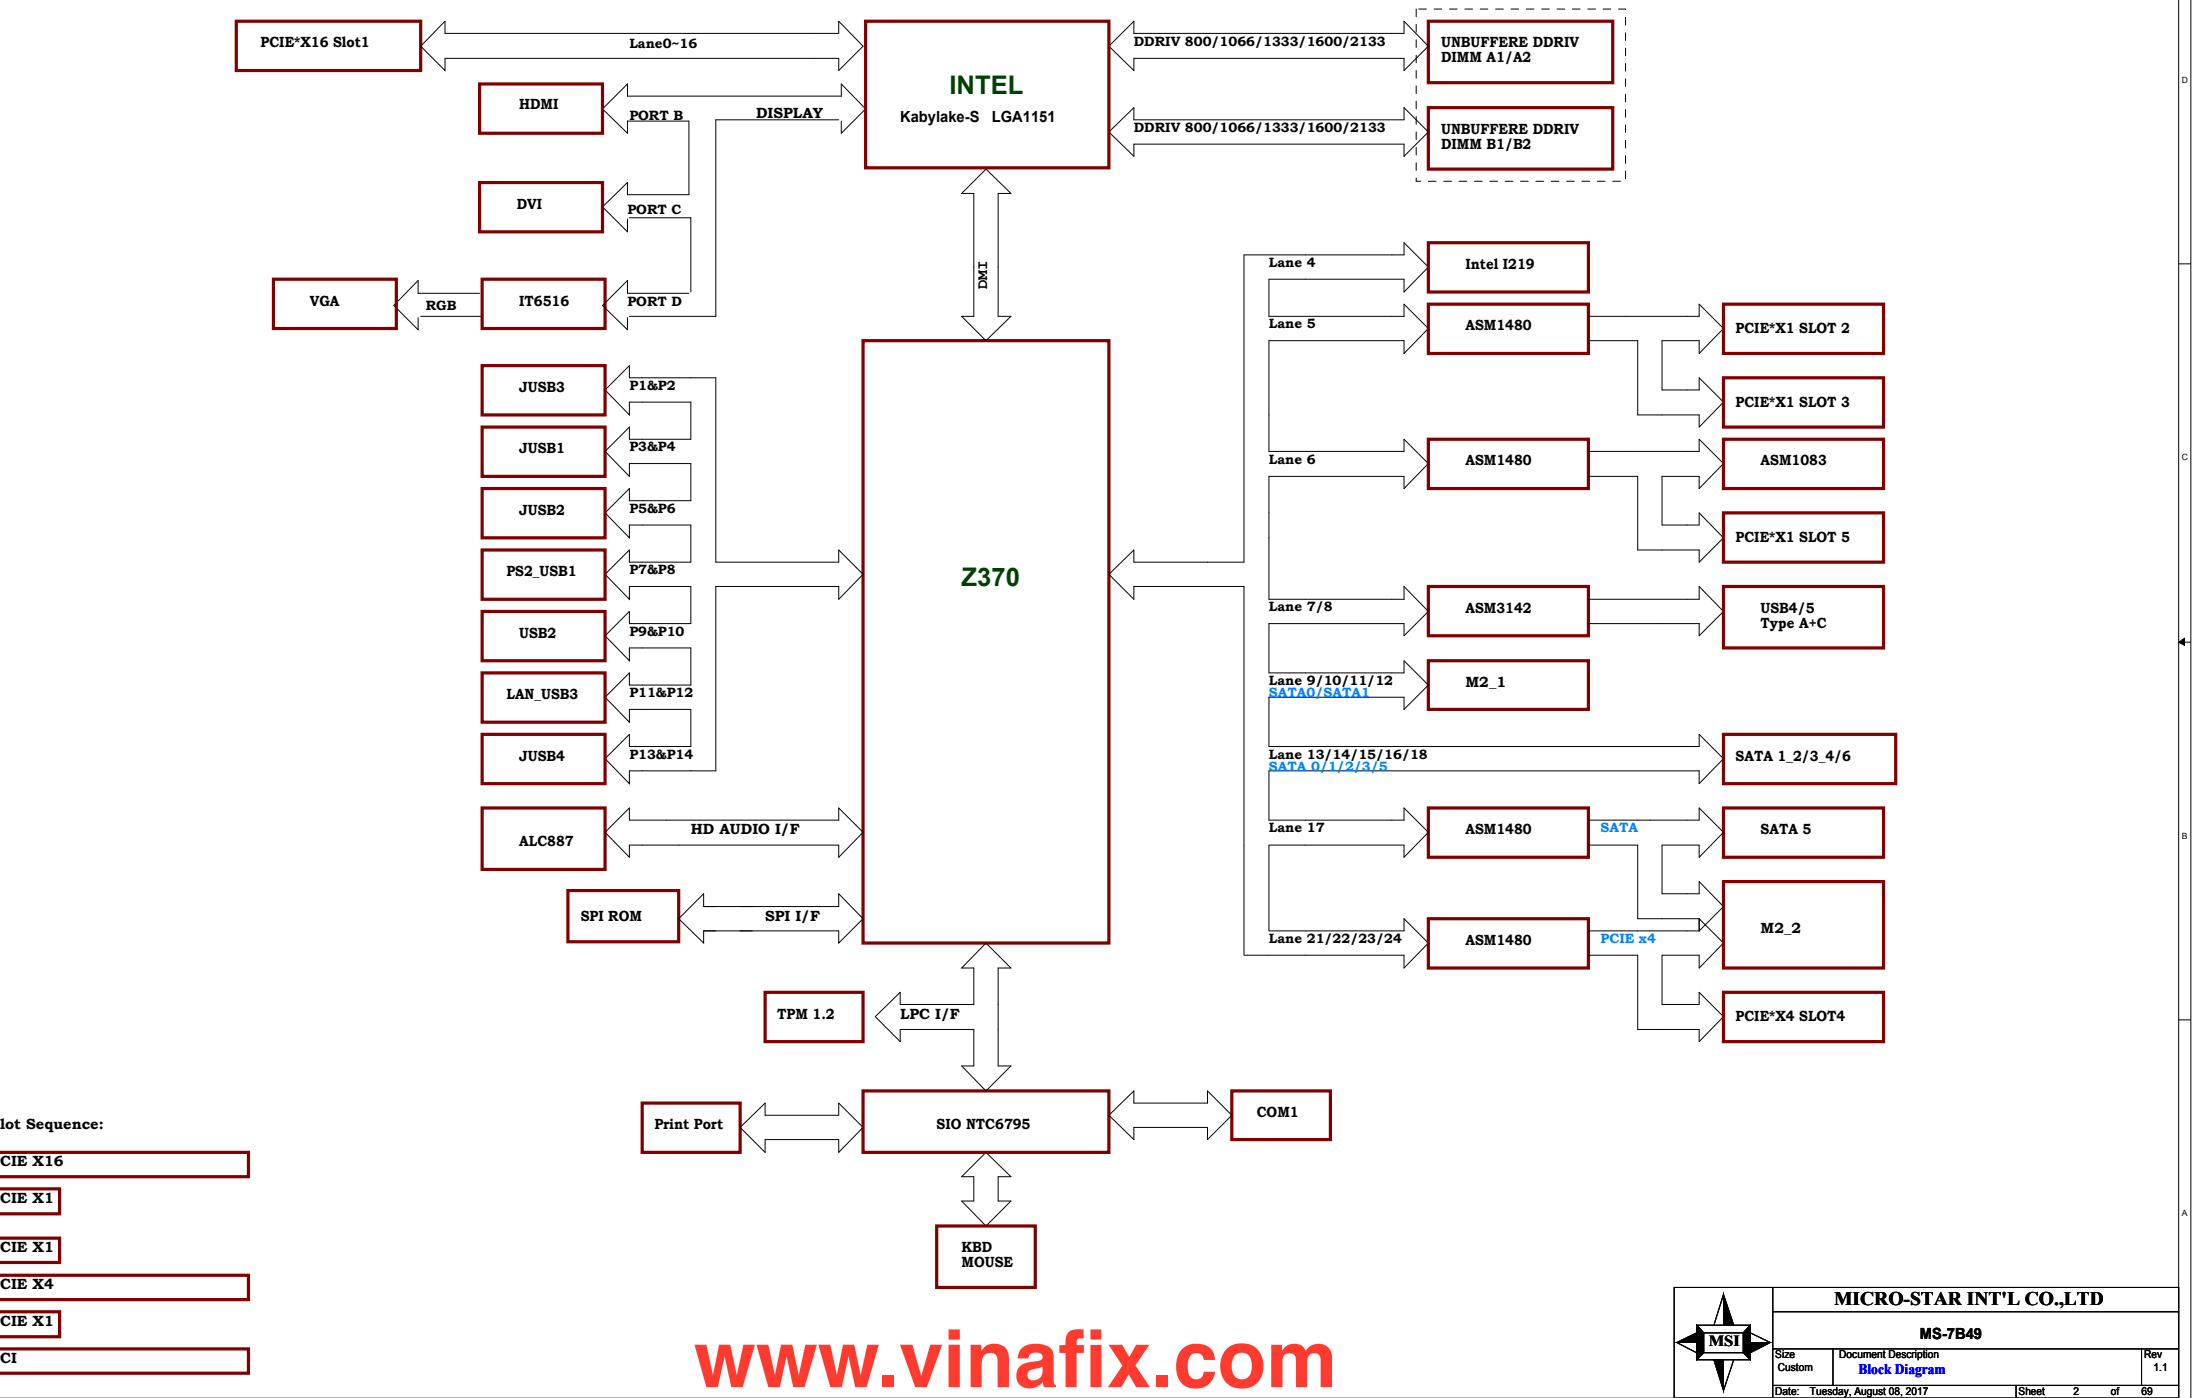 PCIE*X16 Slot1
Lane0~16
INTEL
Kabylake-S LGA1151
DDRIV 800/1066/1333/1600/2133
UNBUFFERE DDRIV
DIMM A1/A2
HDMI
PORT B
DISPLAY
DDRIV 800/1066/1333/1600/2133
UNBUFFERE DDRIV
DIMM B1/B2
DVI
PORT C
VGA
RGB
IT6516
PORT D
DMI
Z370
JUSB3
P1&P2
JUSB1
P3&P4
JUSB2
P5&P6
PS2_USB1
P7&P8
USB2
P9&P10
LAN_USB3
P11&P12
JUSB4
P13&P14
ALC887
HD AUDIO I/F
SPI ROM
SPI I/F
Lane 4
Intel I219
Lane 5
ASM1480
PCIE*X1 SLOT 2
PCIE*X1 SLOT 3
Lane 6
ASM1480
ASM1083
PCIE*X1 SLOT 5
Lane 7/8
ASM3142
USB4/5
Type A+C
Lane 9/10/11/12
SATA0/SATA1
M2_1
Lane 13/14/15/16/18
SATA 0/1/2/3/5
SATA 1_2/3_4/6
Lane 17
ASM1480
SATA
SATA 5
M2_2
Lane 21/22/23/24
ASM1480
PCIE x4
PCIE*X4 SLOT4
TPM 1.2
LPC I/F
Print Port
SIO NTC6795
COM1
KBD
MOUSE
lot Sequence:
CIE X16
CIE X1
CIE X1
CIE X4
CIE X1
CI
www.vinafix.com
MSI
MICRO-STAR INT'L CO.,LTD
MS-7B49
Size
Custom
Document Description
Block Diagram
Rev
1.1
Date: Tuesday, August 08, 2017
Sheet 2 of 69
D
C
B
A